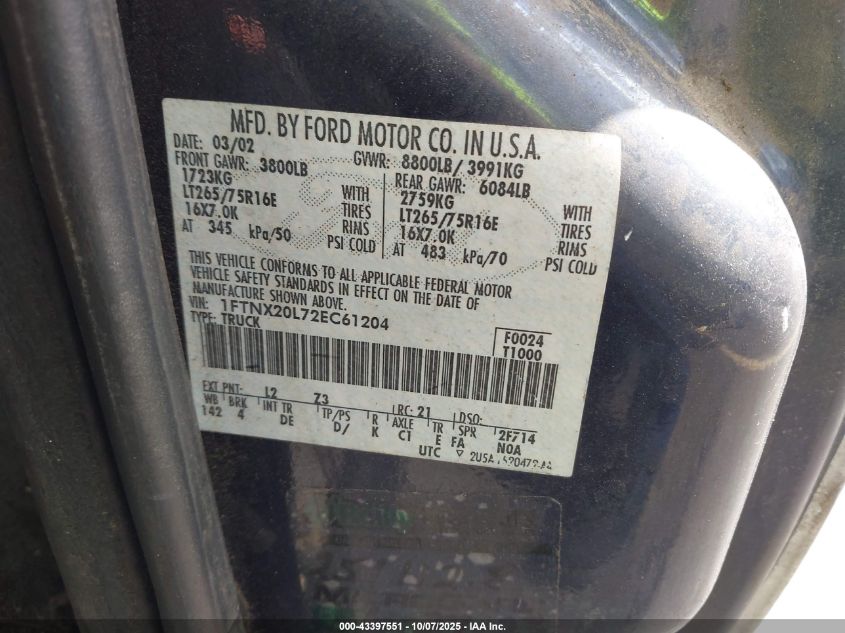 MFD. BY FORD MOTOR CO. IN U.S.A.
DATE: 03/02 GVWR: 8800LB/ 3991KG
FRONT GAWR: 3800LB REAR GAWR: 6084LB
1723KG WITH 2759KG WITH
LT265/75R16E TIRES LT265/75R16E TIRES
16X7.0K RIMS 16X7.0K RIMS
AT 345 kPa/50 PSI COLD AT 483 kPa/70 PSI COLD
THIS VEHICLE CONFORMS TO ALL APPLICABLE FEDERAL MOTOR
VEHICLE SAFETY STANDARDS IN EFFECT ON THE DATE OF
MANUFACTURE SHOWN ABOVE.
VIN: 1FTNX20L72EC61204
TYPE: TRUCK
F0024
T1000
EXT PNT: L2 Z3 RC: 21 DSO:
WB BRK INT TR TP/PS R AXLE TR SPR 2F714
142 4 DE D/ K C1 E FA NOA
UTC
000-43397551 - 10/07/2025 - IAA Inc.